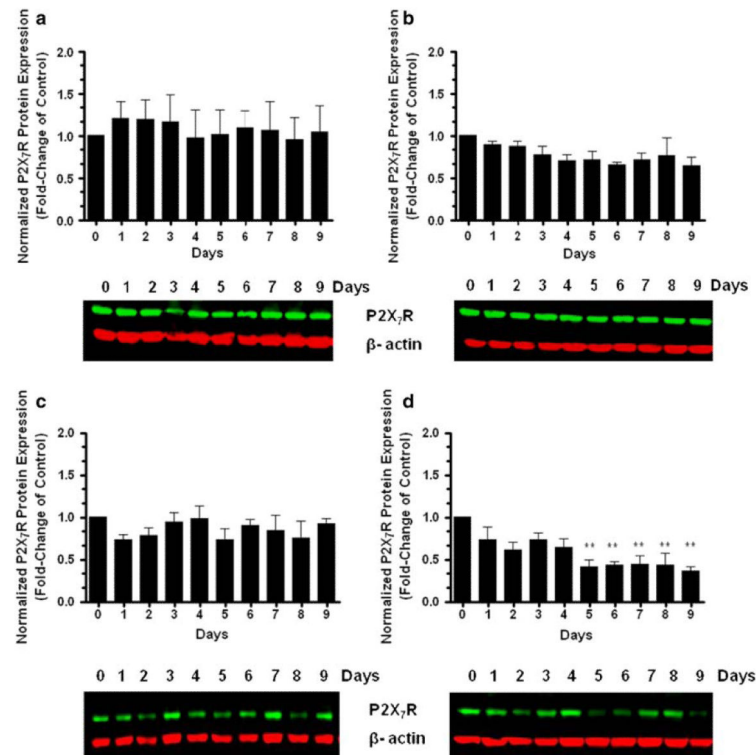 a
Normalized P2X₇R Protein Expression
(Fold-Change of Control)
2.0
1.5
1.0
0.5
0.0
0 1 2 3 4 5 6 7 8 9
Days
0 1 2 3 4 5 6 7 8 9 Days
b
Normalized P2X₇R Protein Expression
(Fold-Change of Control)
2.0
1.5
1.0
0.5
0.0
0 1 2 3 4 5 6 7 8 9
Days
0 1 2 3 4 5 6 7 8 9
P2X₇R
β- actin
c
Normalized P2X₇R Protein Expression
(Fold-Change of Control)
2.0
1.5
1.0
0.5
0.0
0 1 2 3 4 5 6 7 8 9
Days
0 1 2 3 4 5 6 7 8 9 Days
d
Normalized P2X₇R Protein Expression
(Fold-Change of Control)
2.0
1.5
1.0
0.5
0.0
** ** ** ** **
0 1 2 3 4 5 6 7 8 9
Days
0 1 2 3 4 5 6 7 8 9 Days
P2X₇R
β- actin